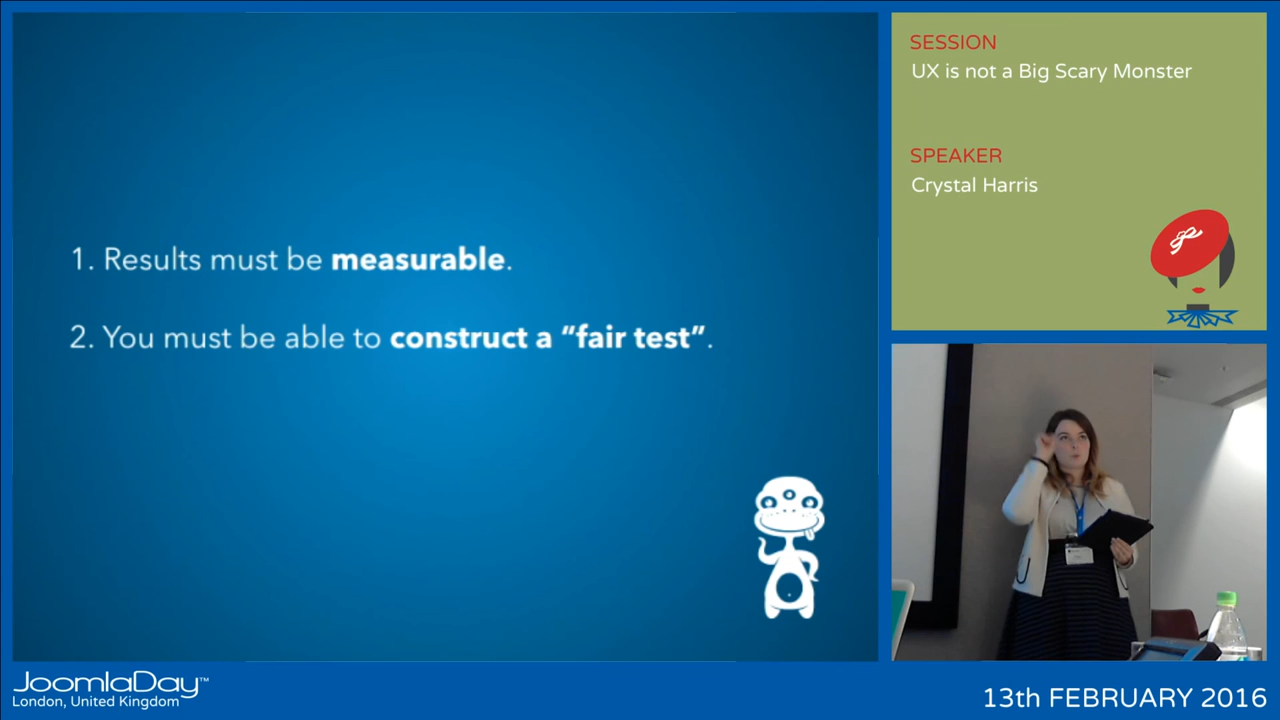 1. Results must be measurable.
2. You must be able to construct a “fair test”.
SESSION
UX is not a Big Scary Monster
SPEAKER
Crystal Harris
JoomlaDay™
London, United Kingdom
13th FEBRUARY 2016